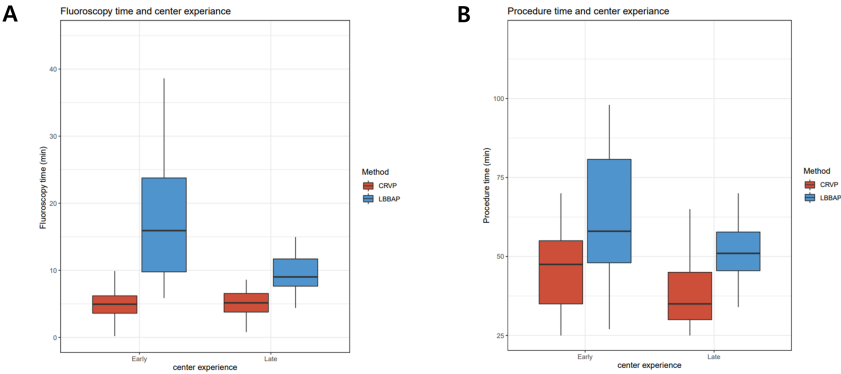 A
Fluoroscopy time and center experiance
Fluoroscopy time (min)
40
30
20
10
0
Early
Late
center experience
Method
CRVP
LBBAP
B
Procedure time and center experiance
Procedure time (min)
100
75
50
25
Early
Late
center experience
Method
CRVP
LBBAP